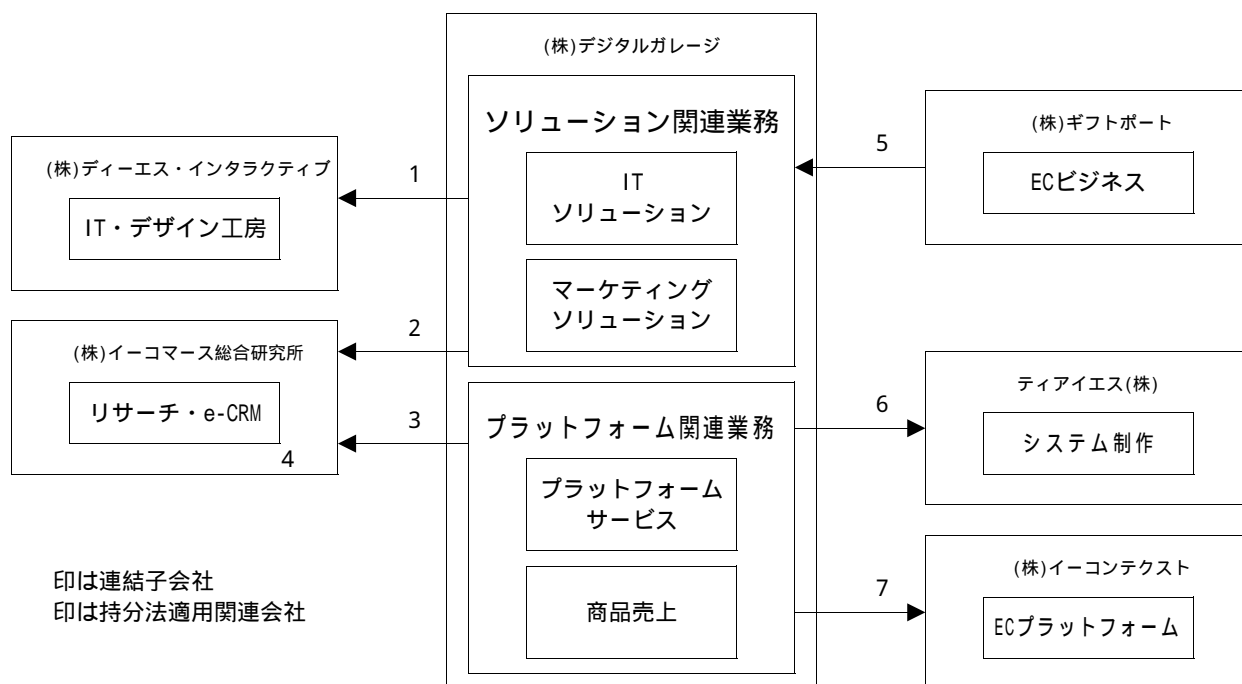 (株)デジタルガレージ
ソリューション関連業務
IT
ソリューション
マーケティング
ソリューション
プラットフォーム関連業務
プラットフォーム
サービス
商品売上
(株)ディーエス・インタラクティブ
IT・デザイン工房
(株)イーコマース総合研究所
リサーチ・e-CRM
4
1
2
3
5
6
7
(株)ギフトポート
ECビジネス
ティアイエス(株)
システム制作
(株)イーコンテクスト
ECプラットフォーム
印は連結子会社
印は持分法適用関連会社